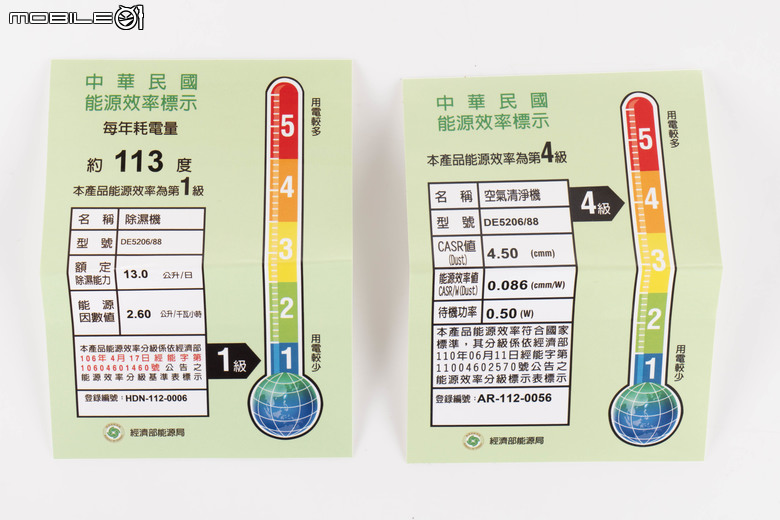 MOBILE01
中華民國
能源效率標示
每年耗電量
約 113 度
本產品能源效率為第1級
名稱 除濕機
型號 DE5206/88
額定除濕能力 13.0 公升/日
能源因數值 2.60 公升/千瓦小時
本產品能源效率分級係依經濟部
106年4月17日經能字第
10604601460號公告之
能源效率分級基準表標示
登錄編號：HDN-112-0006
經濟部能源局
用電較多
5
4
3
2
1
1級
用電較少
中華民國
能源效率標示
本產品能源效率為第4級
名稱 空氣清淨機
型號 DE5206/88
CASR值(Dust) 4.50 (cmm)
能源效率值CASR/W(Dust) 0.086 (cmm/W)
待機功率 0.50 (W)
本產品能源效率符合國家
標準，其分級係依經濟部
110年06月11日經能字第
11004602570號公告之
能源效率分級標示表標示
登錄編號：AR-112-0056
經濟部能源局
用電較多
5
4
4級
3
2
1
用電較少